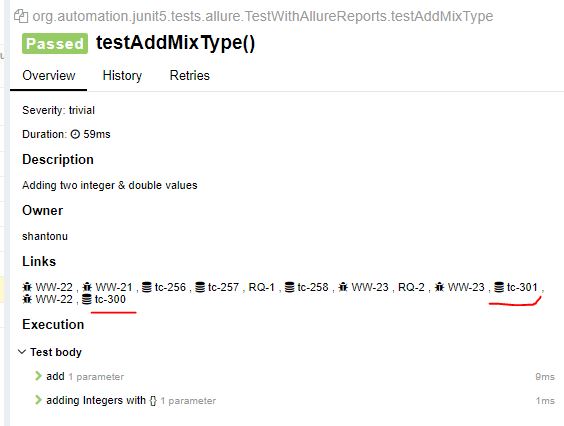 org.automation.junit5.tests.allure.TestWithAllureReports.testAddMixType
Passed testAddMixType()
Overview History Retries
Severity: trivial
Duration: 59ms
Description
Adding two integer & double values
Owner
shantonu
Links
WW-22 , WW-21 , tc-256 , tc-257 , RQ-1 , tc-258 , WW-23 , RQ-2 , WW-23 , tc-301 ,
WW-22 , tc-300
Execution
Test body
add 1 parameter 9ms
adding Integers with {} 1 parameter 1ms